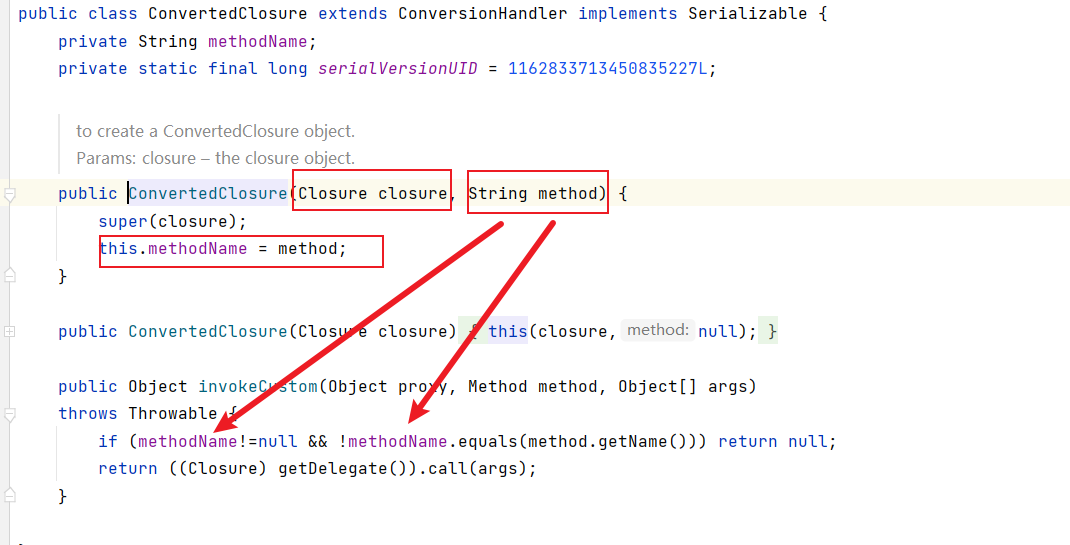 public class ConvertedClosure extends ConversionHandler implements Serializable {
private String methodName;
private static final long serialVersionUID = 1162833713450835227L;
to create a ConvertedClosure object.
Params: closure – the closure object.
public ConvertedClosure(Closure closure, String method) {
super(closure);
this.methodName = method;
}
public ConvertedClosure(Closure closure) { this(closure, method: null); }
public Object invokeCustom(Object proxy, Method method, Object[] args)
throws Throwable {
if (methodName!=null && !methodName.equals(method.getName())) return null;
return ((Closure) getDelegate()).call(args);
}